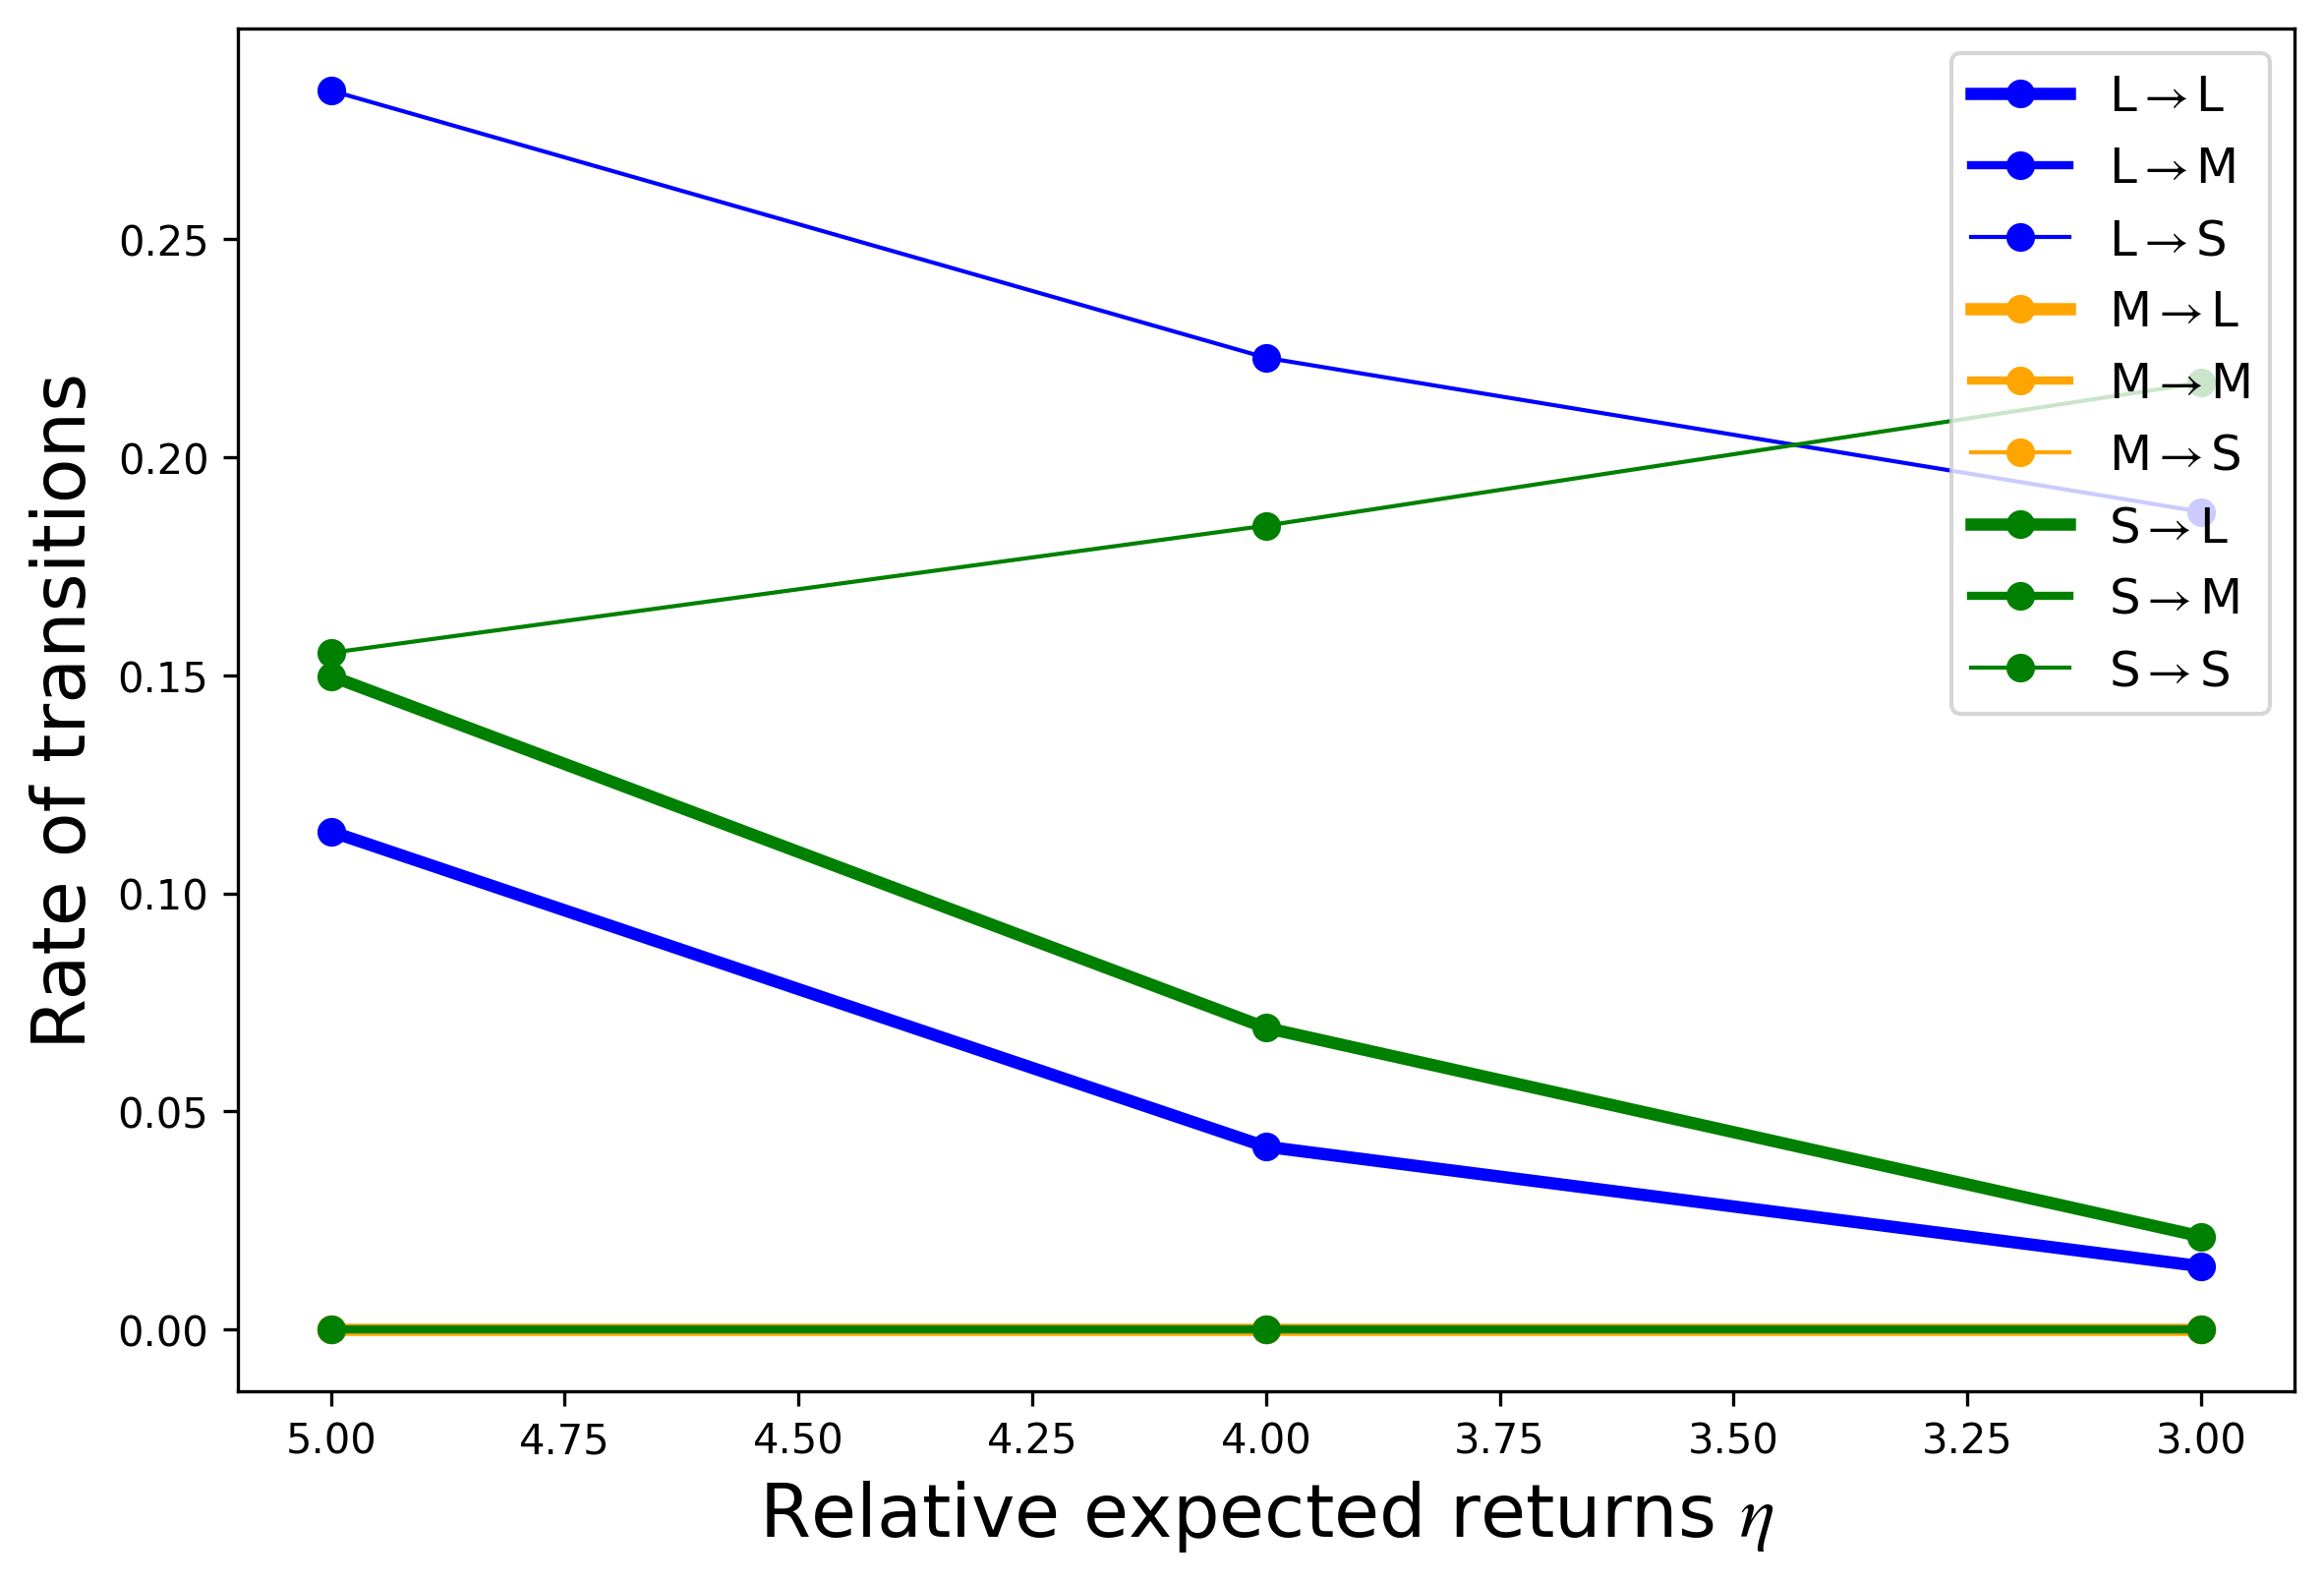 L→L
L→M
L→S
M→L
M→M
M→S
S→L
S→M
S→S
Rate of transitions
0.25
0.20
0.15
0.10
0.05
0.00
5.00 4.75 4.50 4.25 4.00 3.75 3.50 3.25 3.00
Relative expected returns η